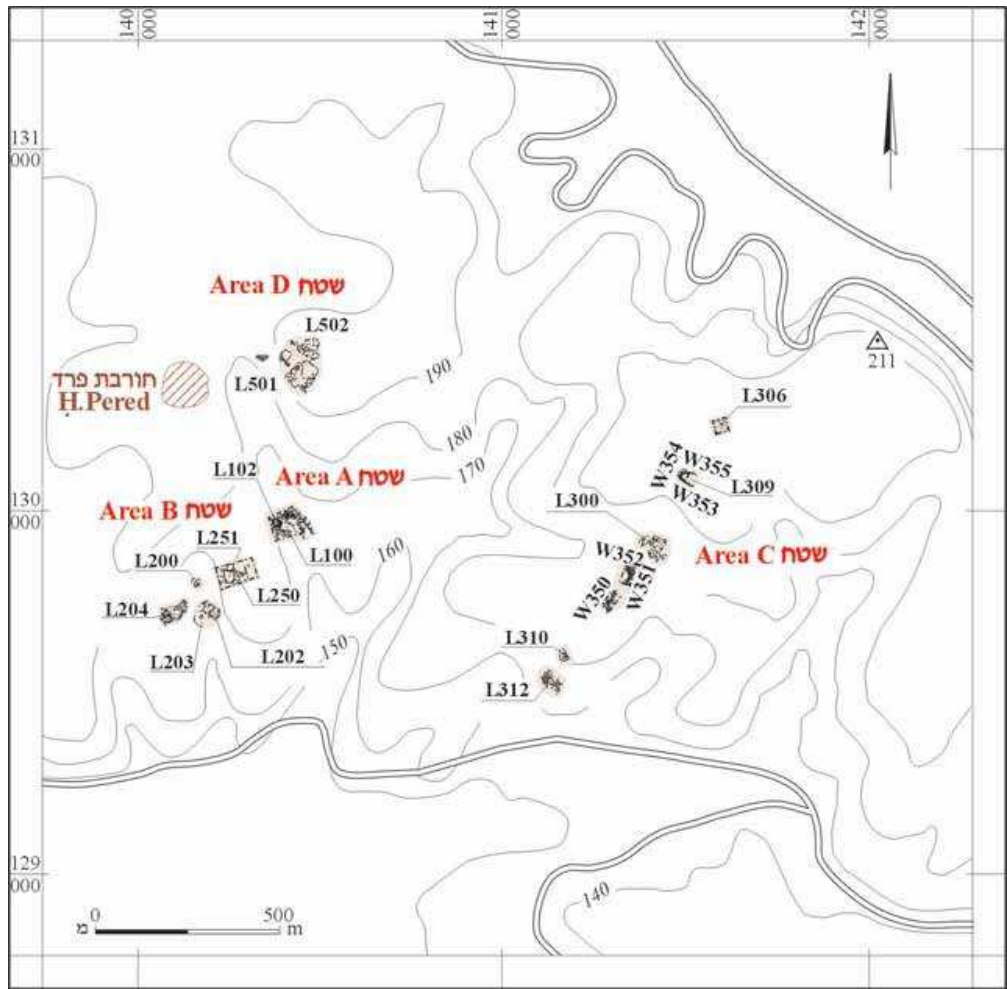 140
000
141
000
142
000
131
000
Area D שטח
L502
190
L501
חורבת פרד
H.Pered
211
L306
180
L102
Area A שטח
170
W354
W355
L309
W353
L300
130
000
Area B שטח
L251
L100
160
W352
Area C שטח
L200
L250
W351
W350
L204
150
L310
L203
L202
L312
129
000
140
0
500
מ
m